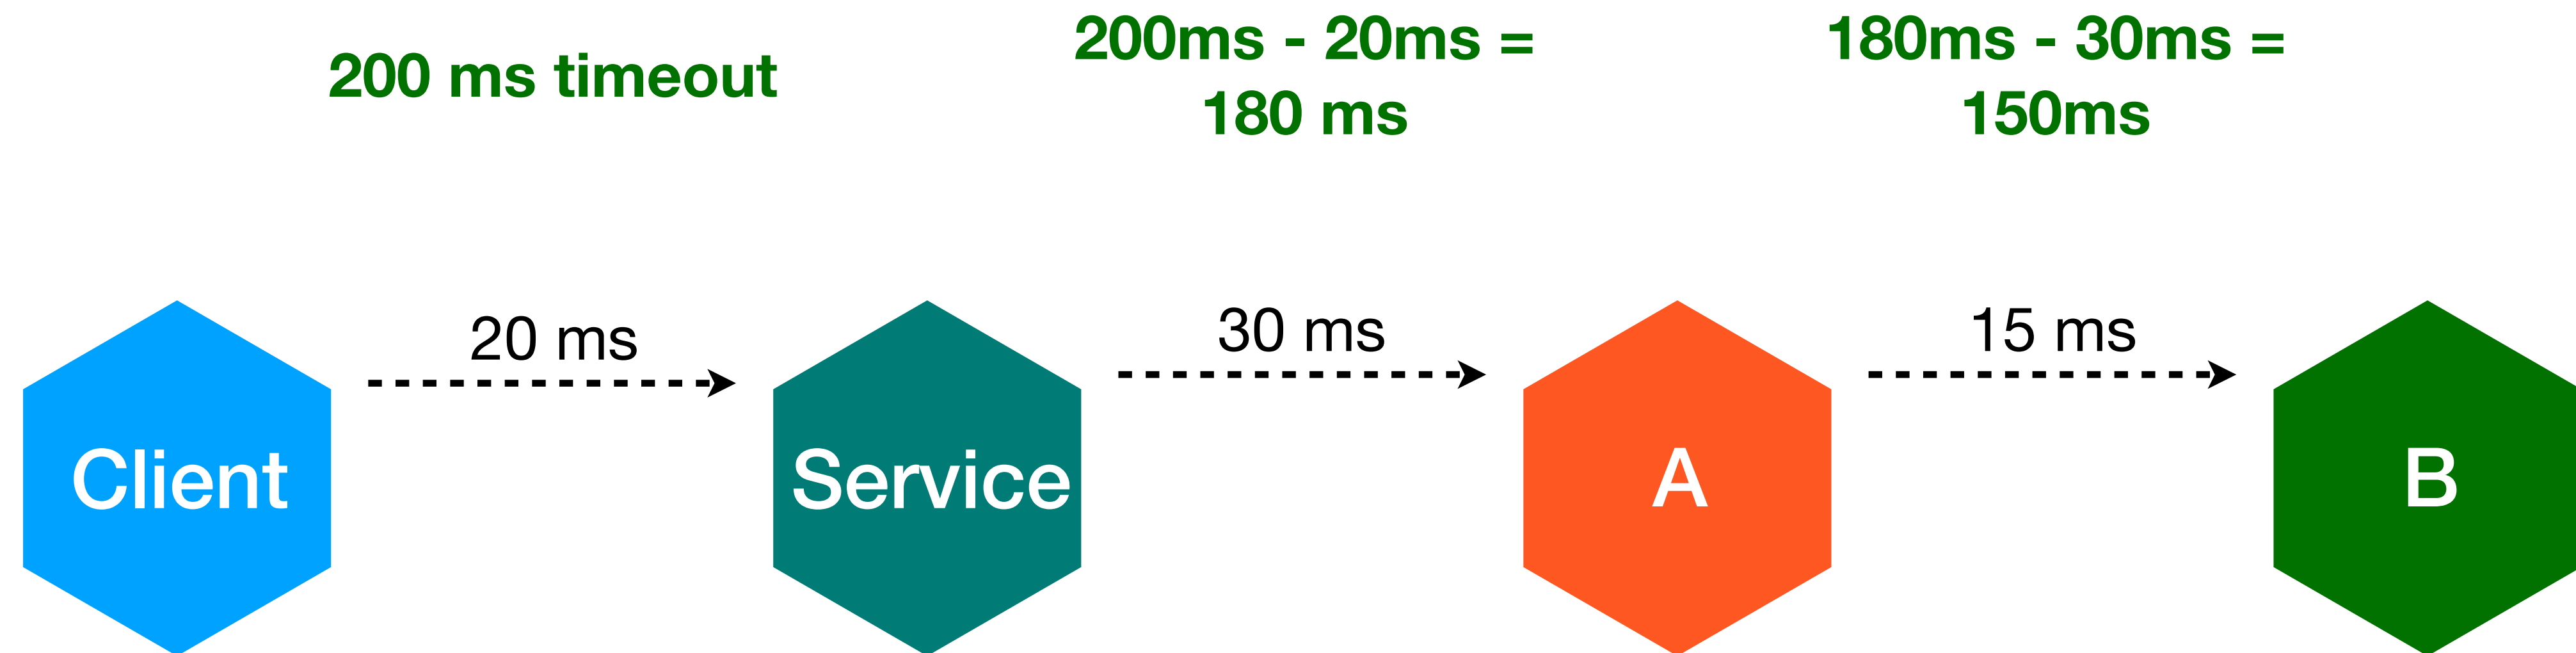 200 ms timeout
200ms - 20ms =
180 ms
180ms - 30ms =
150ms
20 ms
30 ms
15 ms
Client
Service
A
B